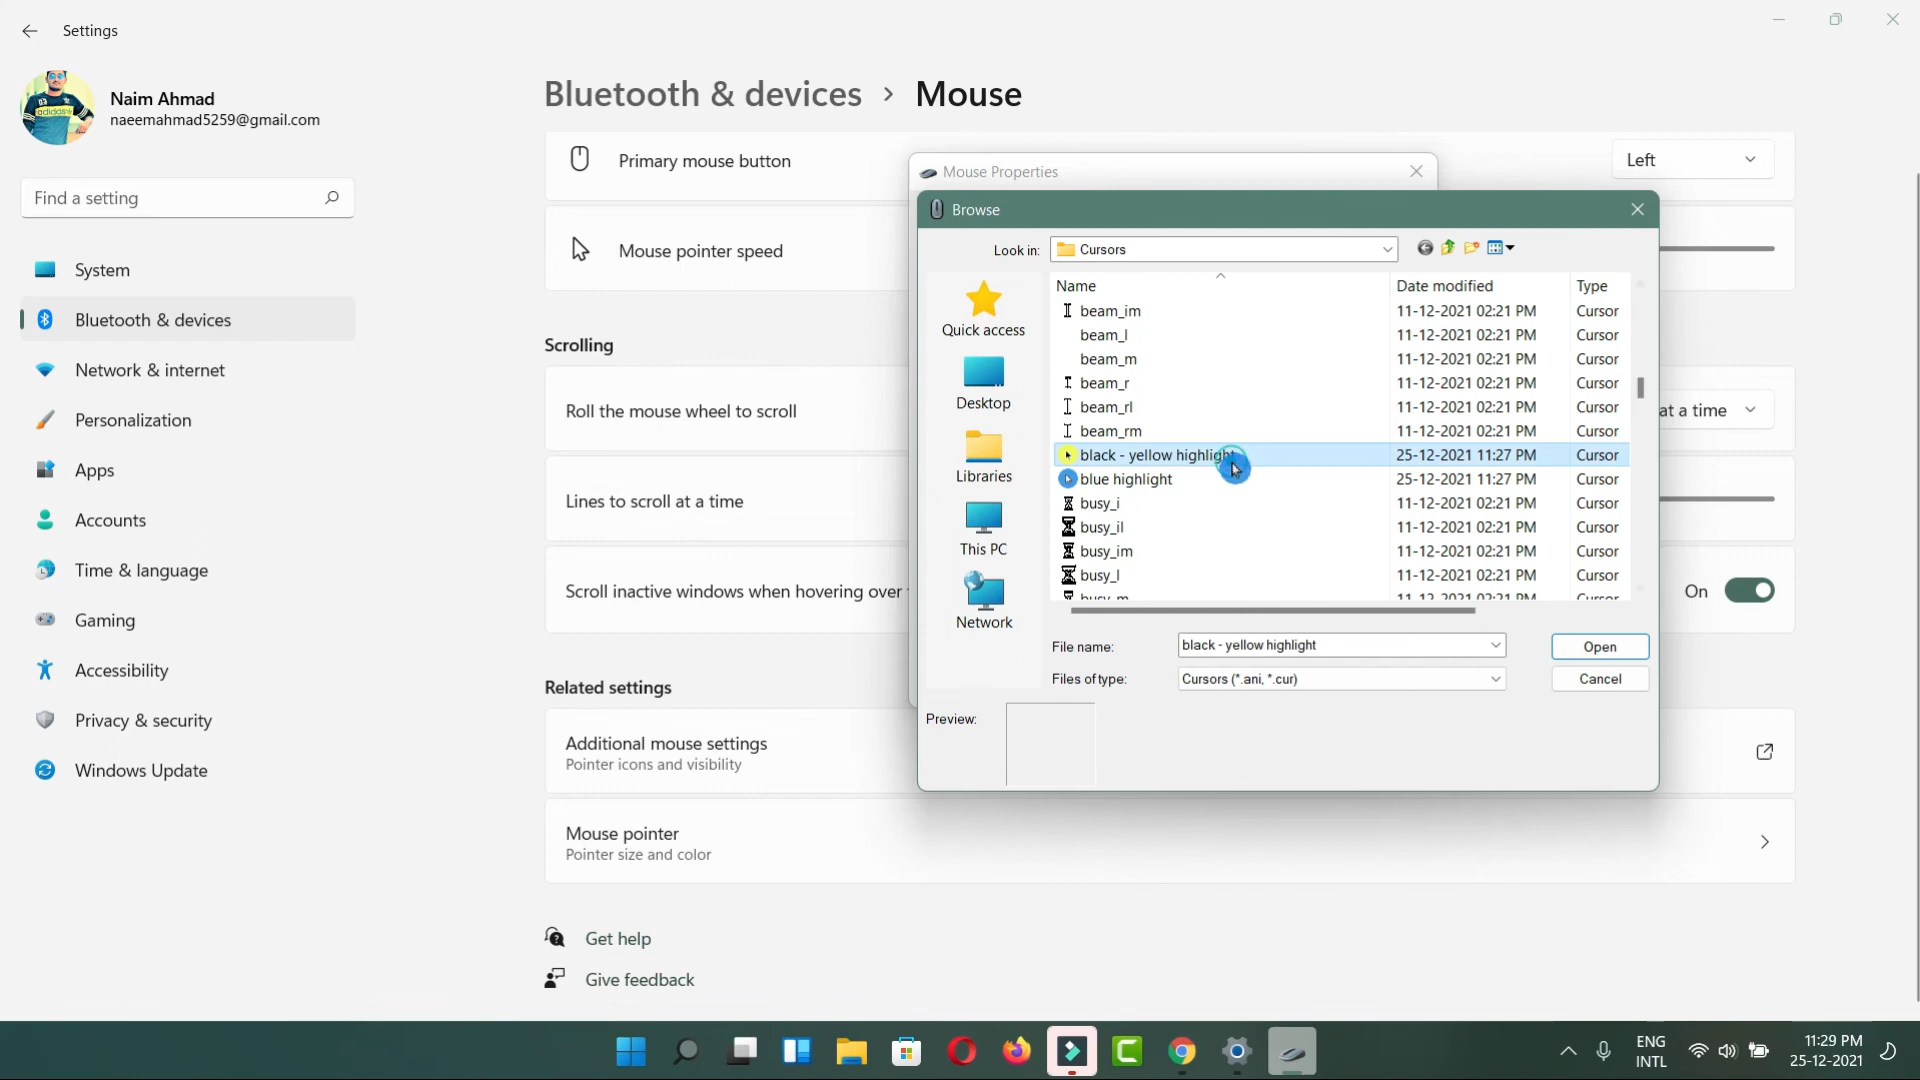 Settings
Naim Ahmad
naeemahmad5259@gmail.com
Find a setting
System
Bluetooth & devices
Network & internet
Personalization
Apps
Accounts
Time & language
Gaming
Accessibility
Privacy & security
Windows Update
Bluetooth & devices › Mouse
Primary mouse button
Left
Mouse pointer speed
Scrolling
Roll the mouse wheel to scroll
at a time
Lines to scroll at a time
Scroll inactive windows when hovering over
On
Related settings
Additional mouse settings
Pointer icons and visibility
Mouse pointer
Pointer size and color
Get help
Give feedback
Mouse Properties
Browse
Look in: Cursors
Quick access
Desktop
Libraries
This PC
Network
Name Date modified Type
beam_im 11-12-2021 02:21 PM Cursor
beam_l 11-12-2021 02:21 PM Cursor
beam_m 11-12-2021 02:21 PM Cursor
beam_r 11-12-2021 02:21 PM Cursor
beam_rl 11-12-2021 02:21 PM Cursor
beam_rm 11-12-2021 02:21 PM Cursor
black - yellow highlight 25-12-2021 11:27 PM Cursor
blue highlight 25-12-2021 11:27 PM Cursor
busy_i 11-12-2021 02:21 PM Cursor
busy_il 11-12-2021 02:21 PM Cursor
busy_im 11-12-2021 02:21 PM Cursor
busy_l 11-12-2021 02:21 PM Cursor
busy_m 11-12-2021 02:21 PM Cursor
File name: black - yellow highlight Open
Files of type: Cursors (*.ani, *.cur) Cancel
Preview:
ENG
INTL
11:29 PM
25-12-2021